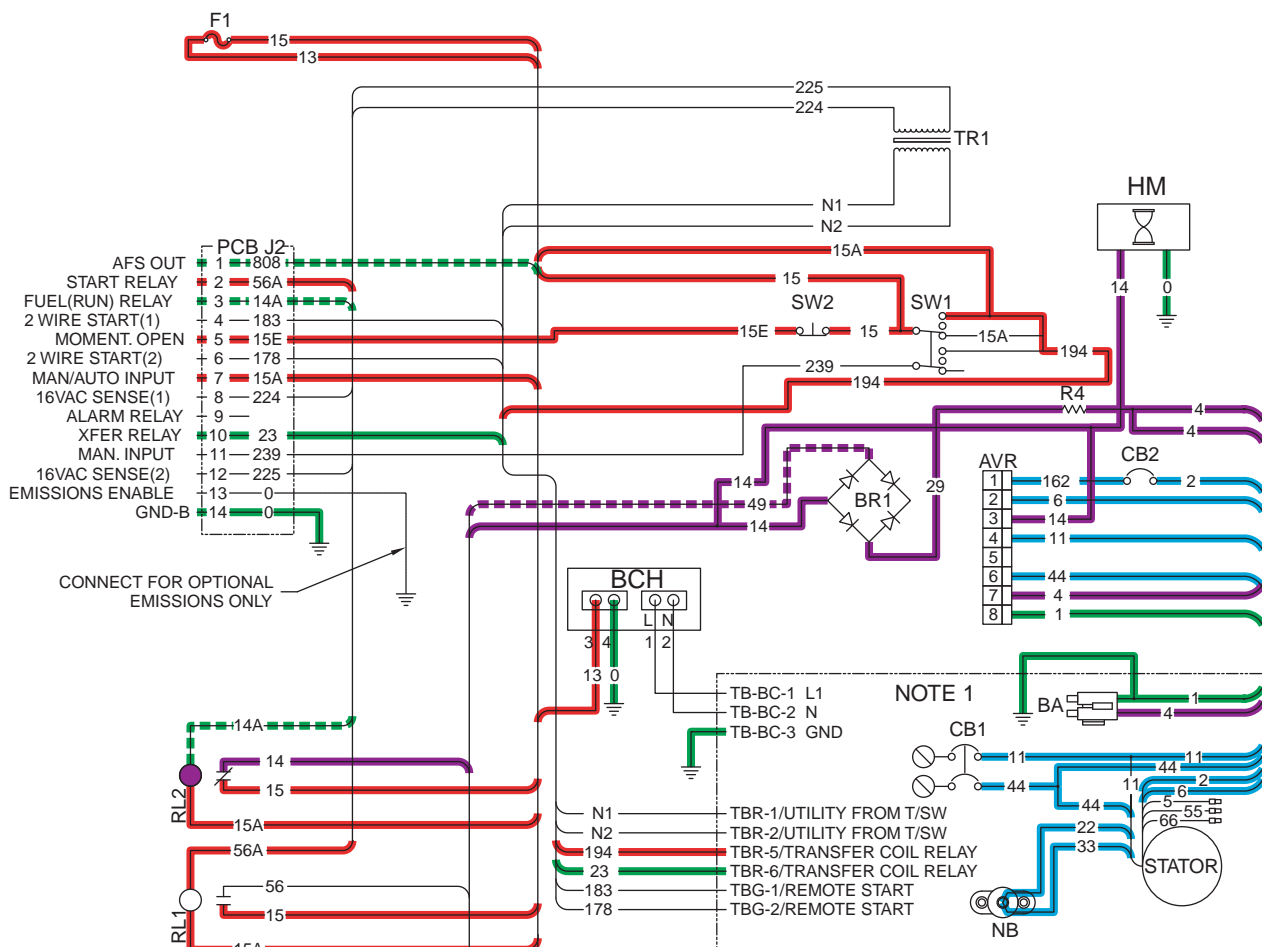 F1
15
13
225
224
TR1
N1
N2
HM
14
0
PCB J2
AFS OUT 1 808
START RELAY 2 56A
FUEL(RUN) RELAY 3 14A
2 WIRE START(1) 4 183
MOMENT. OPEN 5 15E
2 WIRE START(2) 6 178
MAN/AUTO INPUT 7 15A
16VAC SENSE(1) 8 224
ALARM RELAY 9
XFER RELAY 10 23
MAN. INPUT 11 239
16VAC SENSE(2) 12 225
EMISSIONS ENABLE 13 0
GND-B 14 0
15A
15
SW2
SW1
15E
15
15A
194
239
194
R4
4
4
CONNECT FOR OPTIONAL
EMISSIONS ONLY
14
49
14
BR1
29
AVR
CB2
1 162 2
2 6
3 14
4 11
5
6 44
7 4
8 1
BCH
L N
3 4 1 2
13 0
NOTE 1
TB-BC-1 L1
TB-BC-2 N
TB-BC-3 GND
BA
1
4
CB1
11
11
44
44
11
2
6
44
5
55
66
22
33
STATOR
NB
14A
14
15
RL2
15A
56A
56
15
RL1
15A
N1 TBR-1/UTILITY FROM T/SW
N2 TBR-2/UTILITY FROM T/SW
194 TBR-5/TRANSFER COIL RELAY
23 TBR-6/TRANSFER COIL RELAY
183 TBG-1/REMOTE START
178 TBG-2/REMOTE START